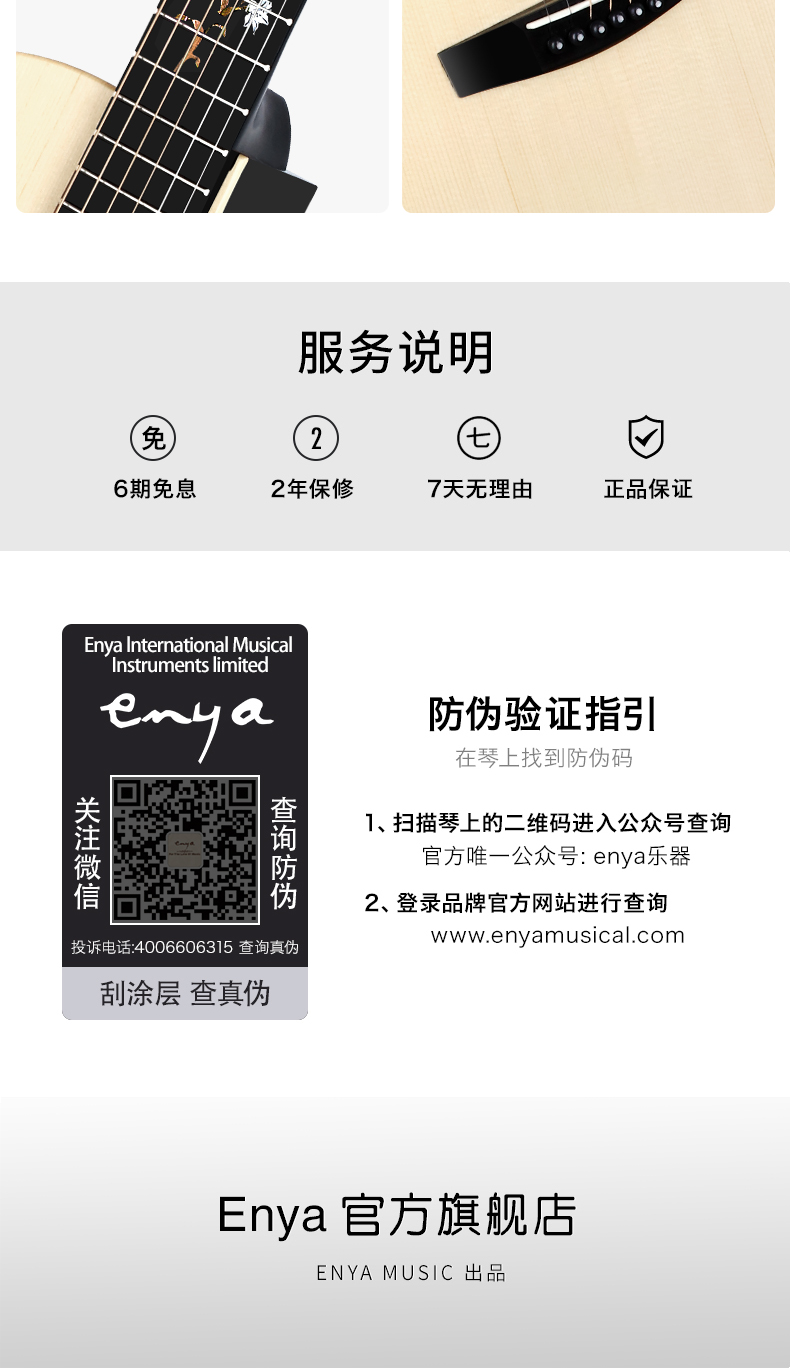 服务说明
免
2
七
6期免息
2年保修
7天无理由
正品保证
Enya International Musical
Instruments limited
enya
关注微信
查询防伪
投诉电话:4006606315 查询真伪
刮涂层 查真伪
防伪验证指引
在琴上找到防伪码
1、扫描琴上的二维码进入公众号查询
官方唯一公众号: enya乐器
2、登录品牌官方网站进行查询
www.enyamusical.com
Enya 官方旗舰店
ENYA MUSIC 出品